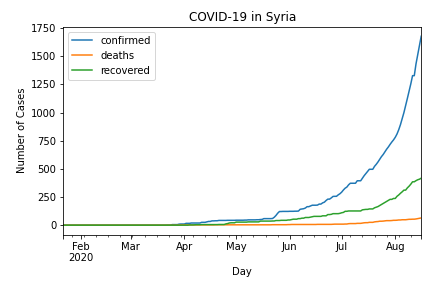 COVID-19 in Syria
confirmed
deaths
recovered
Number of Cases
1750
1500
1250
1000
750
500
250
0
Feb Mar Apr May Jun Jul Aug
2020
Day